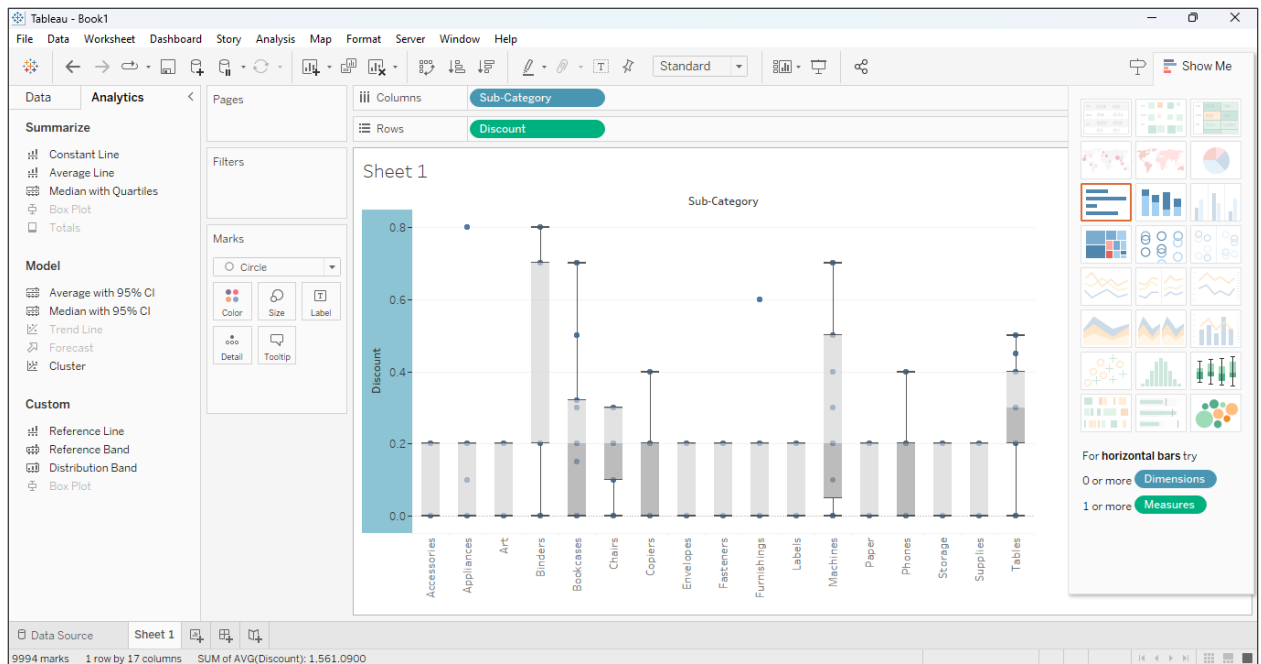 Tableau - Book1
File Data Worksheet Dashboard Story Analysis Map Format Server Window Help
Standard
Show Me
Data Analytics
Pages
Columns Sub-Category
Rows Discount
Summarize
Constant Line
Average Line
Median with Quartiles
Box Plot
Totals
Model
Average with 95% CI
Median with 95% CI
Trend Line
Forecast
Cluster
Custom
Reference Line
Reference Band
Distribution Band
Box Plot
Filters
Marks
Circle
Color Size Label
Detail Tooltip
Sheet 1
Sub-Category
Discount
0.8
0.6
0.4
0.2
0.0
Accessories
Appliances
Art
Binders
Bookcases
Chairs
Copiers
Envelopes
Fasteners
Furnishings
Labels
Machines
Paper
Phones
Storage
Supplies
Tables
For horizontal bars try
0 or more Dimensions
1 or more Measures
Data Source Sheet 1
9994 marks 1 row by 17 columns SUM of AVG(Discount): 1,561.0900